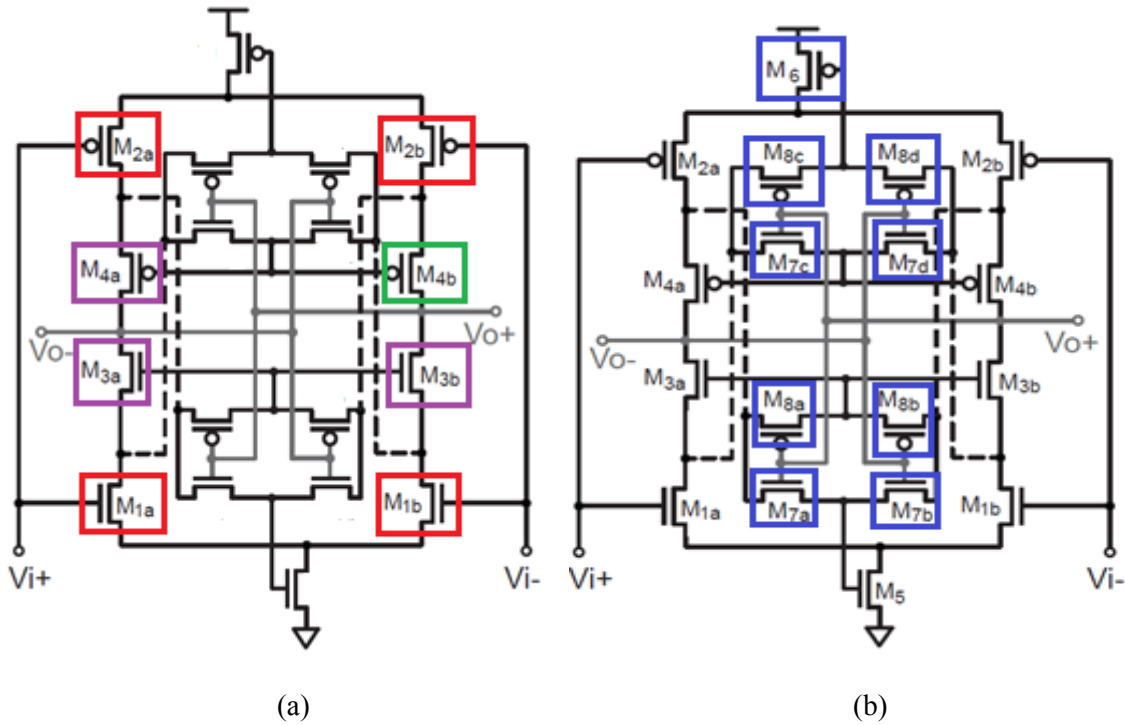 M2a
M2b
M4a
M4b
Vo-
Vo+
M3a
M3b
M1a
M1b
Vi+
Vi-
(a)
M6
M2a
M8c
M8d
M2b
M7c
M7d
M4a
M4b
Vo-
Vo+
M3a
M3b
M8a
M8b
M1a
M7a
M7b
M1b
Vi+
M5
Vi-
(b)